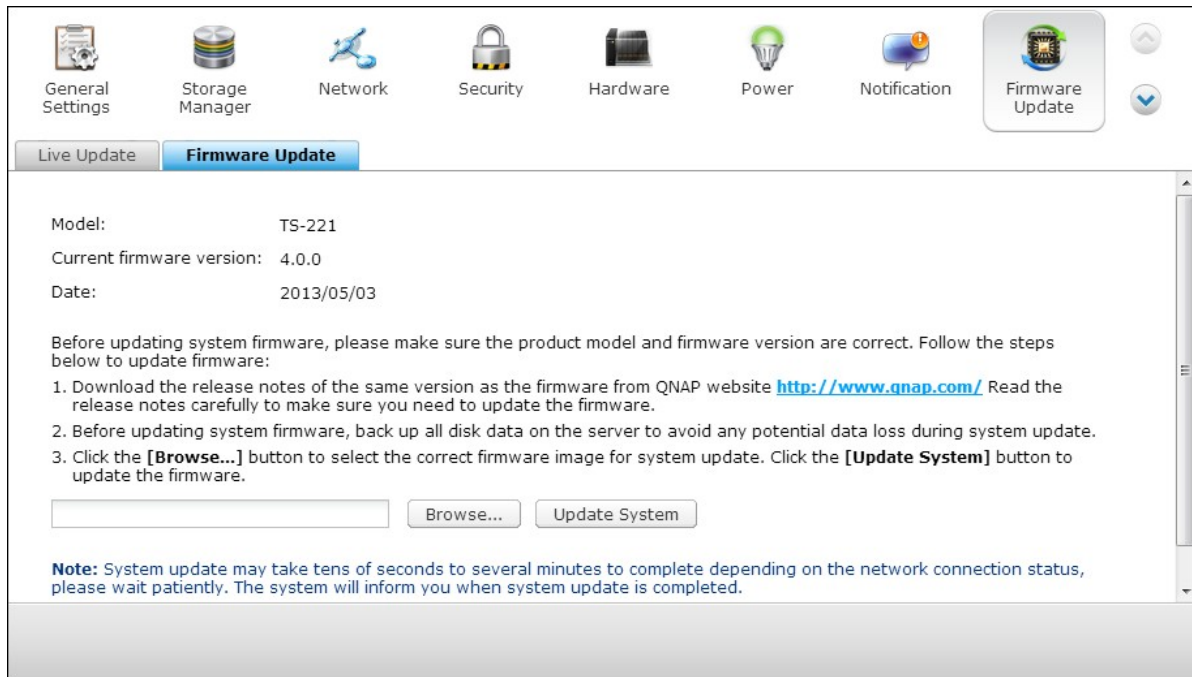 General
Settings
Storage
Manager
Network
Security
Hardware
Power
Notification
Firmware
Update
Live Update
Firmware Update
Model: TS-221
Current firmware version: 4.0.0
Date: 2013/05/03
Before updating system firmware, please make sure the product model and firmware version are correct. Follow the steps
below to update firmware:
1. Download the release notes of the same version as the firmware from QNAP website http://www.qnap.com/ Read the
release notes carefully to make sure you need to update the firmware.
2. Before updating system firmware, back up all disk data on the server to avoid any potential data loss during system update.
3. Click the [Browse...] button to select the correct firmware image for system update. Click the [Update System] button to
update the firmware.
Browse... Update System
Note: System update may take tens of seconds to several minutes to complete depending on the network connection status,
please wait patiently. The system will inform you when system update is completed.